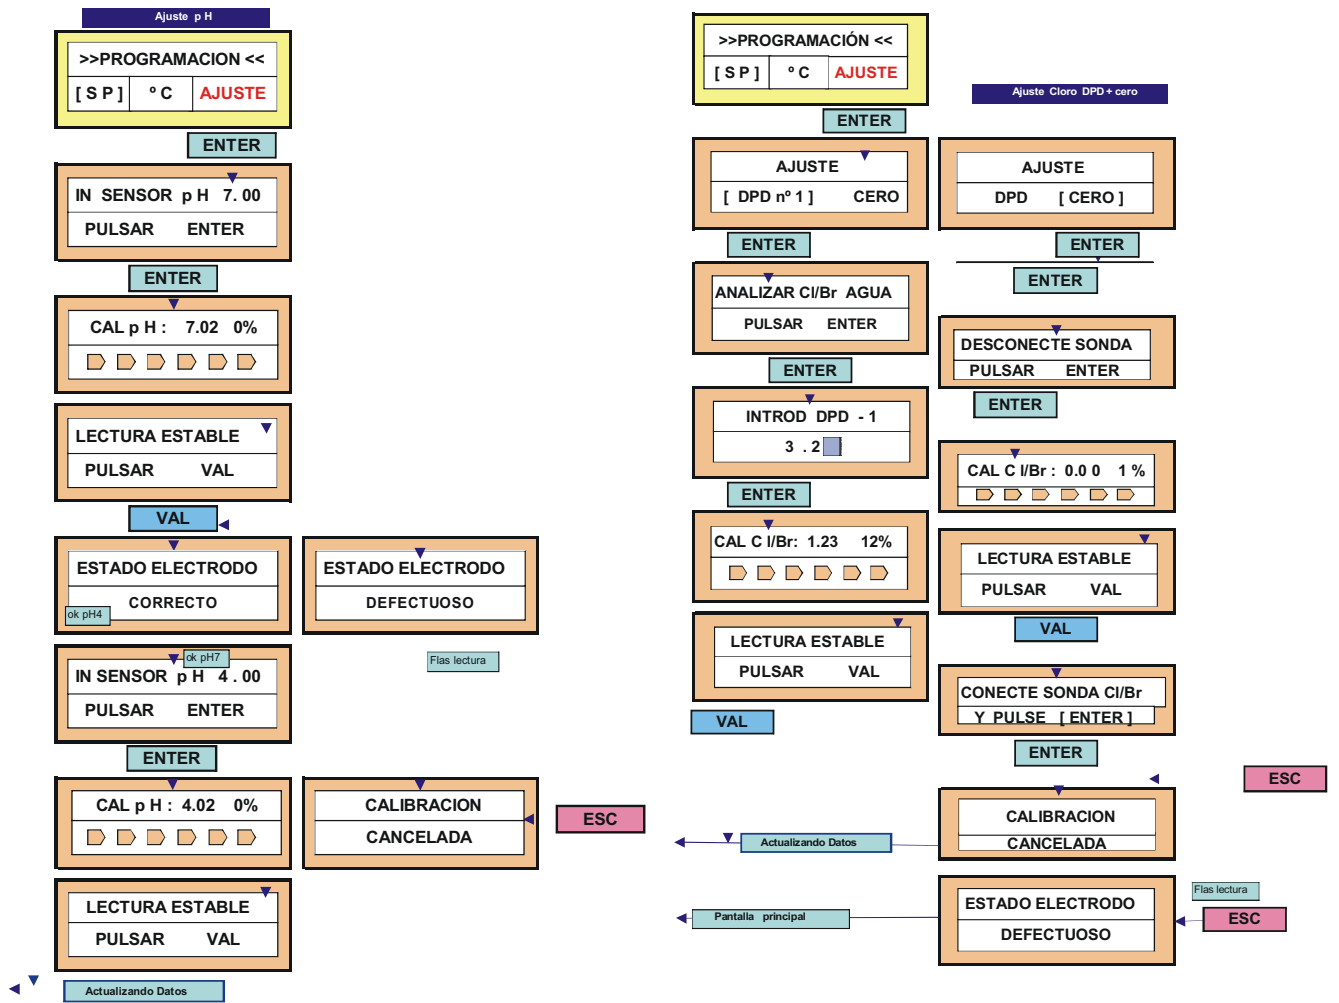 Ajuste p H
>>PROGRAMACION <<
[ S P ] º C AJUSTE
ENTER
IN SENSOR p H 7. 00
PULSAR ENTER
ENTER
CAL p H : 7.02 0%
LECTURA ESTABLE
PULSAR VAL
VAL
ESTADO ELECTRODO
CORRECTO
ok pH4
ESTADO ELECTRODO
DEFECTUOSO
ok pH7
Flas lectura
IN SENSOR p H 4 . 00
PULSAR ENTER
ENTER
CAL p H : 4.02 0%
CALIBRACION
CANCELADA
ESC
LECTURA ESTABLE
PULSAR VAL
Actualizando Datos
>>PROGRAMACIÓN <<
[ S P ] º C AJUSTE
ENTER
AJUSTE
[ DPD nº 1 ] CERO
ENTER
ANALIZAR Cl/Br AGUA
PULSAR ENTER
ENTER
INTROD DPD - 1
3 . 2
ENTER
CAL C l/Br: 1.23 12%
LECTURA ESTABLE
PULSAR VAL
VAL
Ajuste Cloro DPD + cero
AJUSTE
DPD [ CERO ]
ENTER
ENTER
DESCONECTE SONDA
PULSAR ENTER
ENTER
CAL C l/Br : 0.0 0 1 %
LECTURA ESTABLE
PULSAR VAL
VAL
CONECTE SONDA Cl/Br
Y PULSE [ ENTER ]
ENTER
ESC
CALIBRACION
CANCELADA
Actualizando Datos
Flas lectura
ESTADO ELECTRODO
DEFECTUOSO
ESC
Pantalla principal